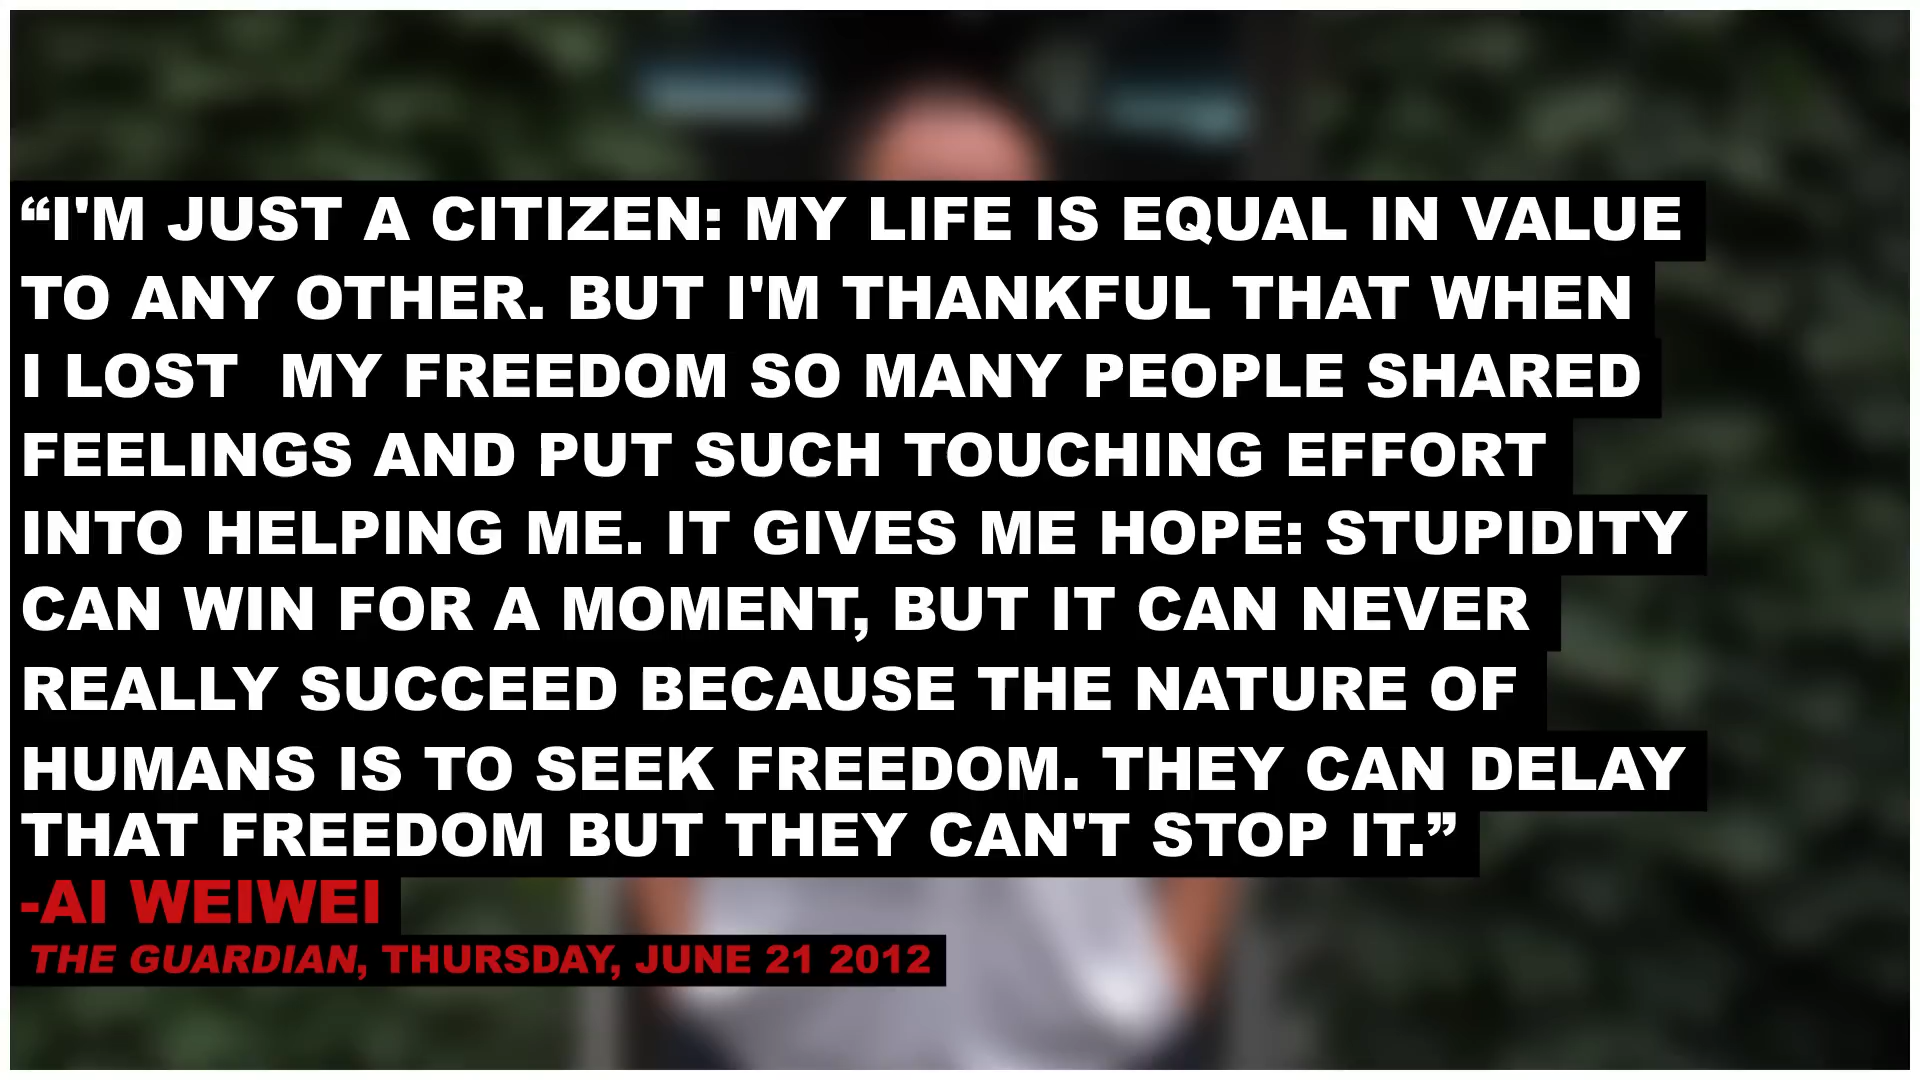 “I'M JUST A CITIZEN: MY LIFE IS EQUAL IN VALUE
TO ANY OTHER. BUT I'M THANKFUL THAT WHEN
I LOST  MY FREEDOM SO MANY PEOPLE SHARED
FEELINGS AND PUT SUCH TOUCHING EFFORT
INTO HELPING ME. IT GIVES ME HOPE: STUPIDITY
CAN WIN FOR A MOMENT, BUT IT CAN NEVER
REALLY SUCCEED BECAUSE THE NATURE OF
HUMANS IS TO SEEK FREEDOM. THEY CAN DELAY
THAT FREEDOM BUT THEY CAN'T STOP IT.”
-AI WEIWEI
THE GUARDIAN, THURSDAY, JUNE 21 2012